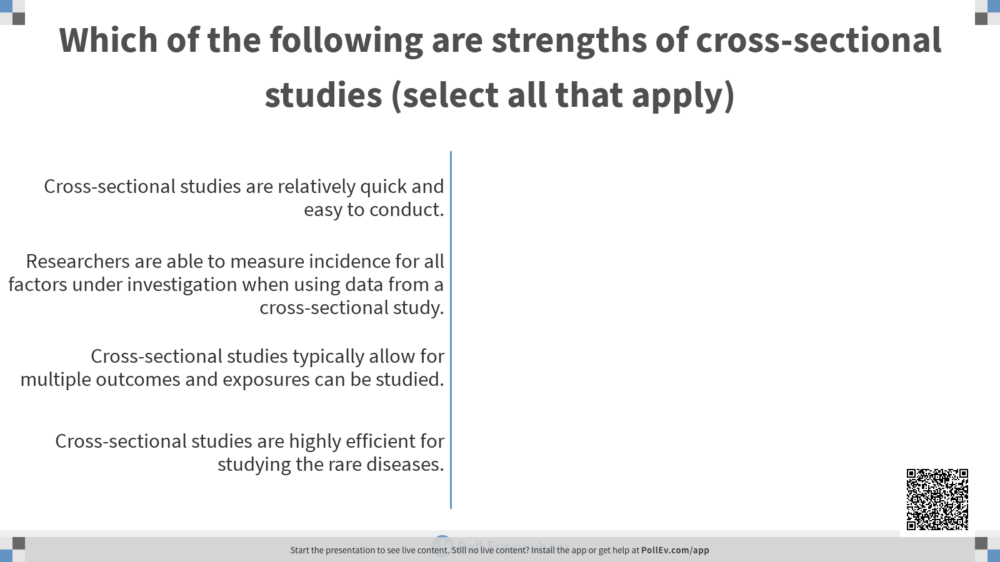 Which of the following are strengths of cross-sectional
studies (select all that apply)
Cross-sectional studies are relatively quick and
easy to conduct.
Researchers are able to measure incidence for all
factors under investigation when using data from a
cross-sectional study.
Cross-sectional studies typically allow for
multiple outcomes and exposures can be studied.
Cross-sectional studies are highly efficient for
studying the rare diseases.
Start the presentation to see live content. Still no live content? Install the app or get help at PollEv.com/app